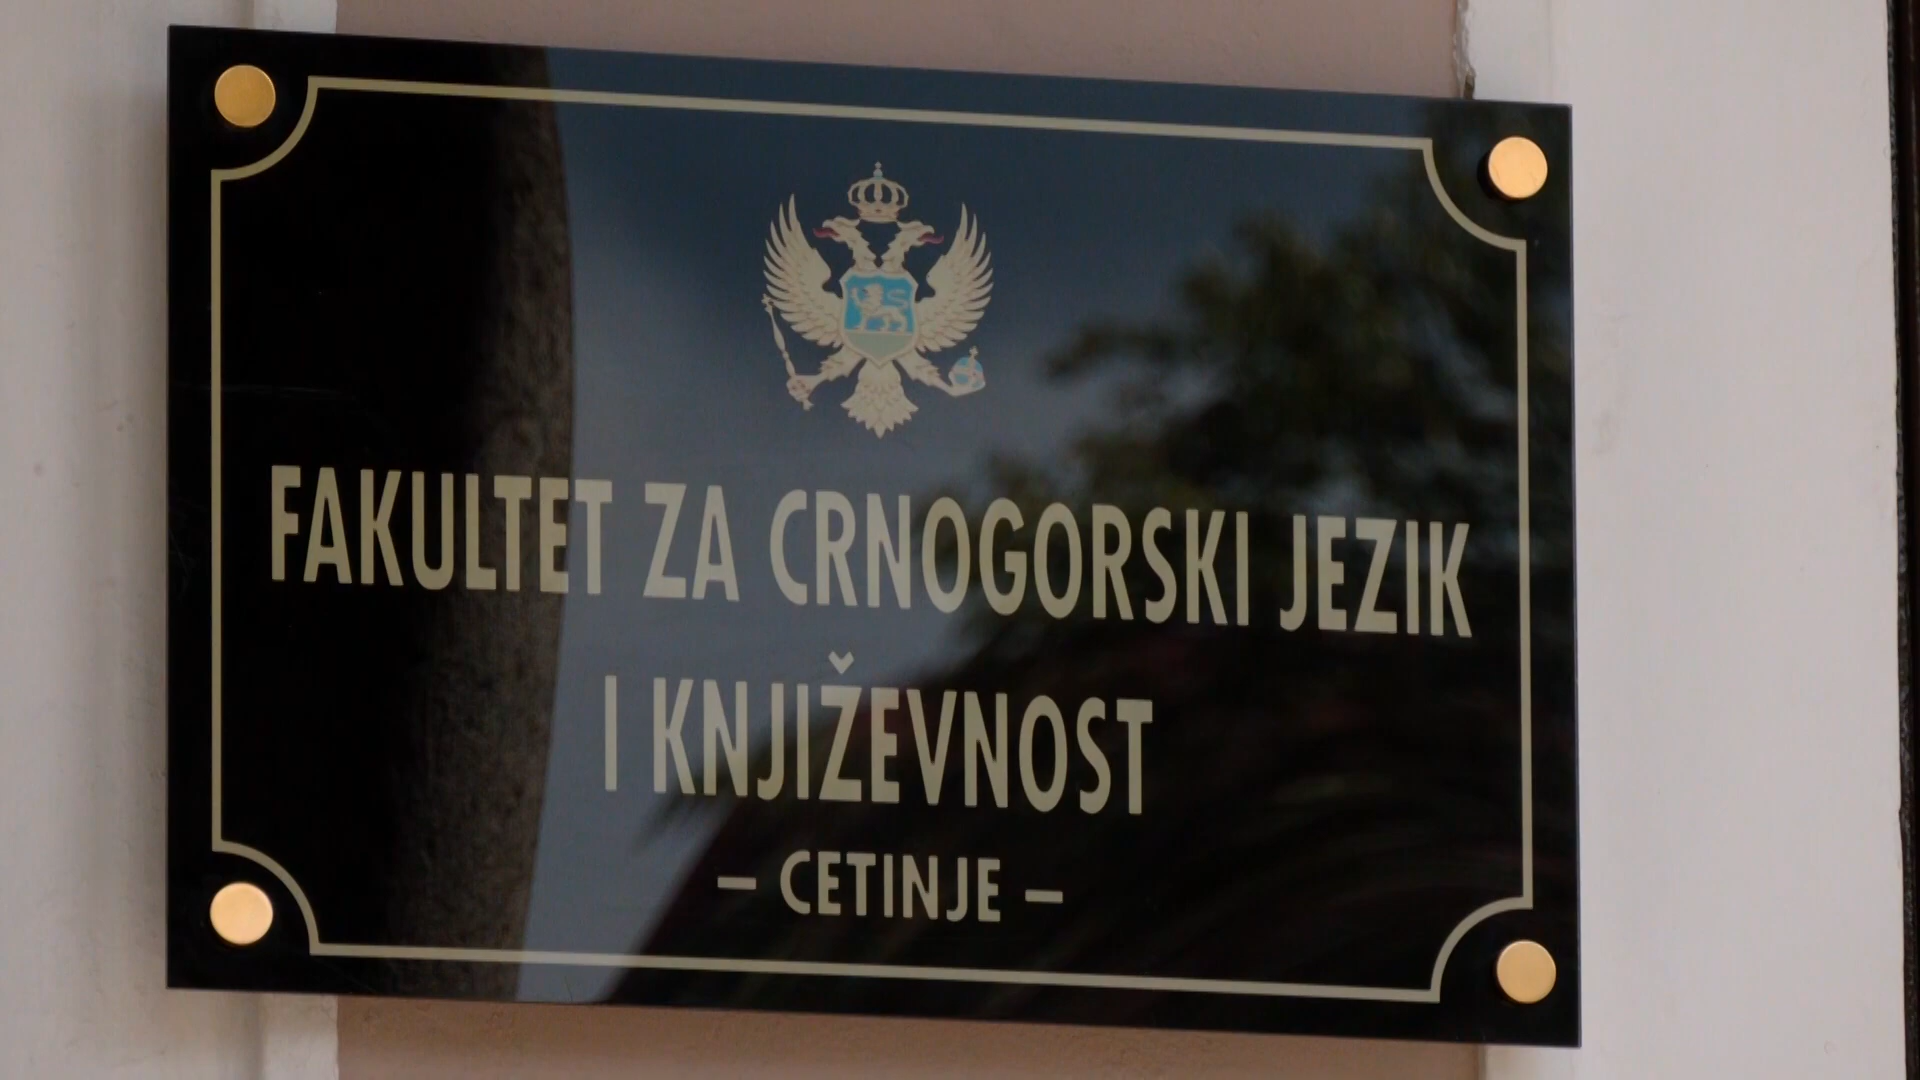 FAKULTET ZA CRNOGORSKI JEZIK
I KNJIŽEVNOST
– CETINJE –